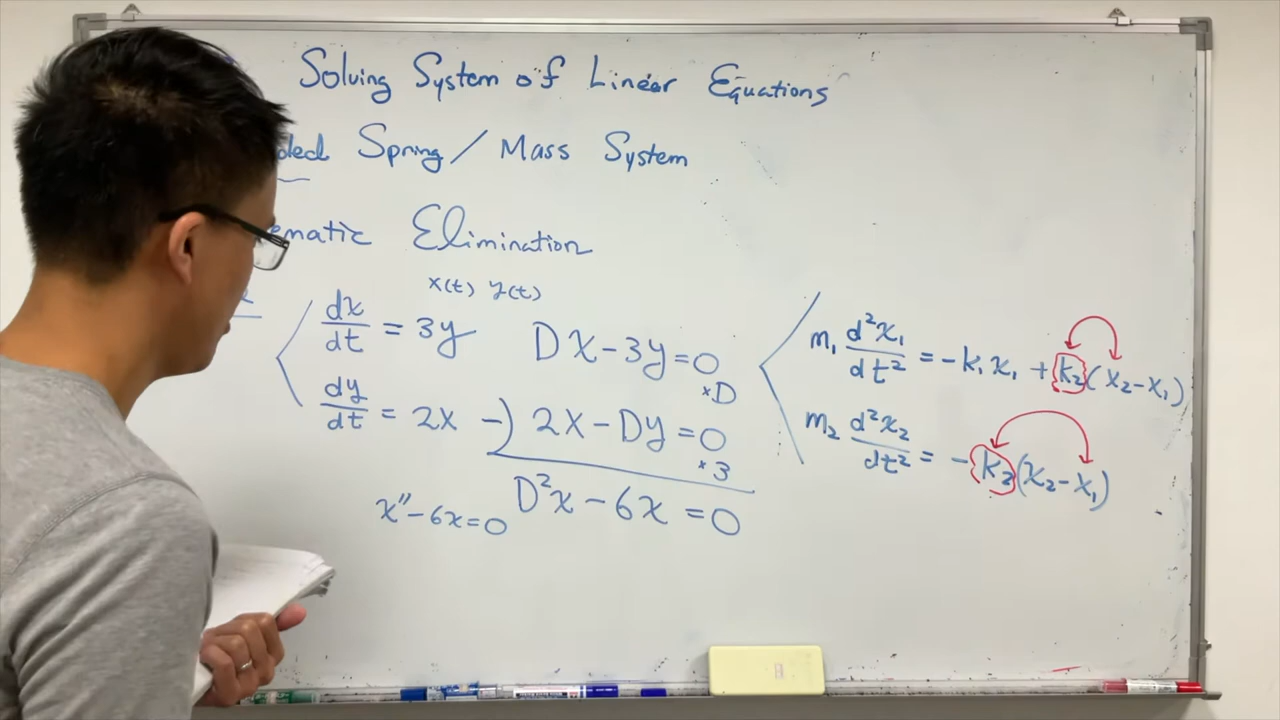 Solving System of Linear Equations
Spring / Mass System
Elimination
x(t) y(t)
dx/dt = 3y
Dx - 3y = 0
×D
dy/dt = 2x
-) 2x - Dy = 0
×3
D²x - 6x = 0
x″ - 6x = 0
m₁ d²x₁/dt² = -k₁x₁ + k₂(x₂-x₁)
m₂ d²x₂/dt² = -k₂(x₂-x₁)